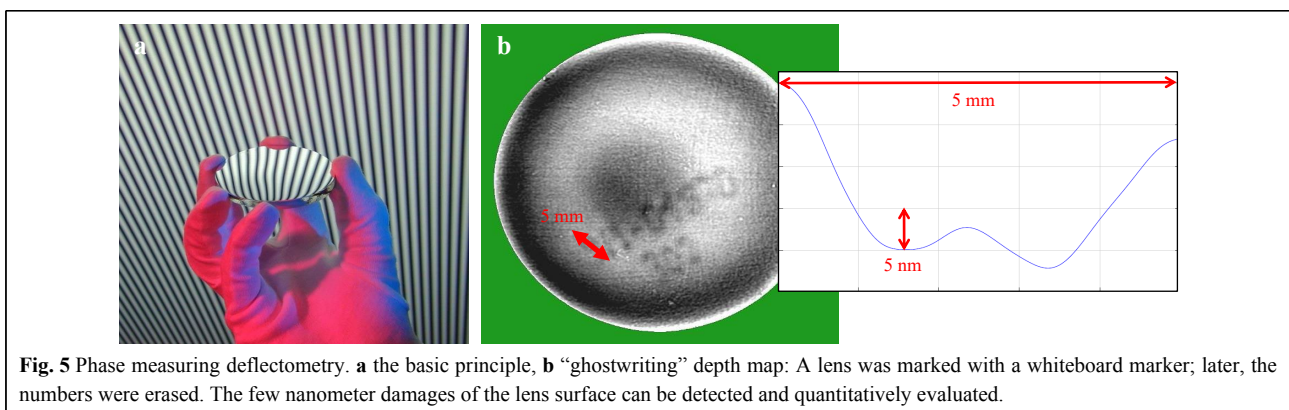 a
b
5 mm
5 mm
5 nm
Fig. 5 Phase measuring deflectometry. a the basic principle, b “ghostwriting” depth map: A lens was marked with a whiteboard marker; later, the
numbers were erased. The few nanometer damages of the lens surface can be detected and quantitatively evaluated.